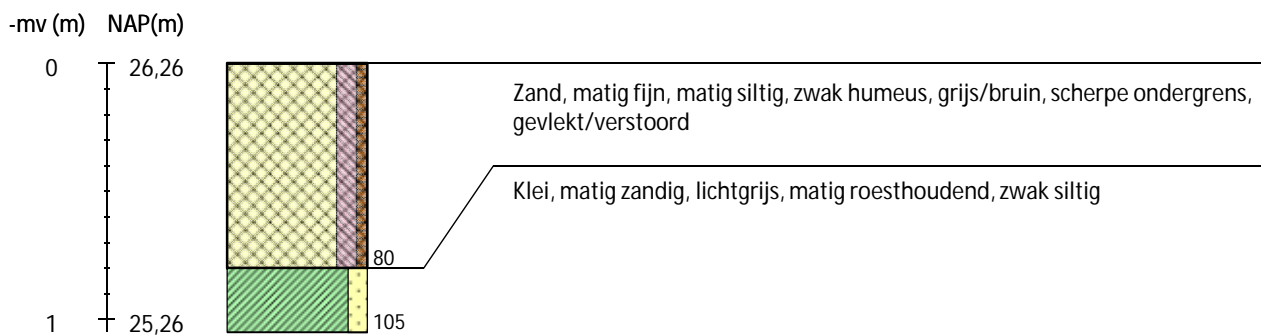 -mv (m) NAP(m)
0 26,26
Zand, matig fijn, matig siltig, zwak humeus, grijs/bruin, scherpe ondergrens,
gevlekt/verstoord
Klei, matig zandig, lichtgrijs, matig roesthoudend, zwak siltig
80
1 25,26 105